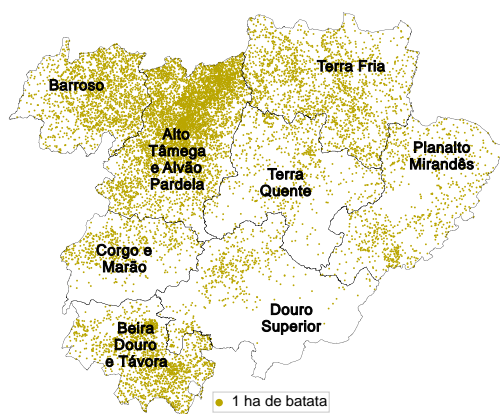 Barroso
Terra Fria
Alto
Tâmega
e Alvão
Pardela
Planalto
Mirandês
Terra
Quente
Corgo e
Marão
Douro
Superior
Beira
Douro
e Távora
1 ha de batata